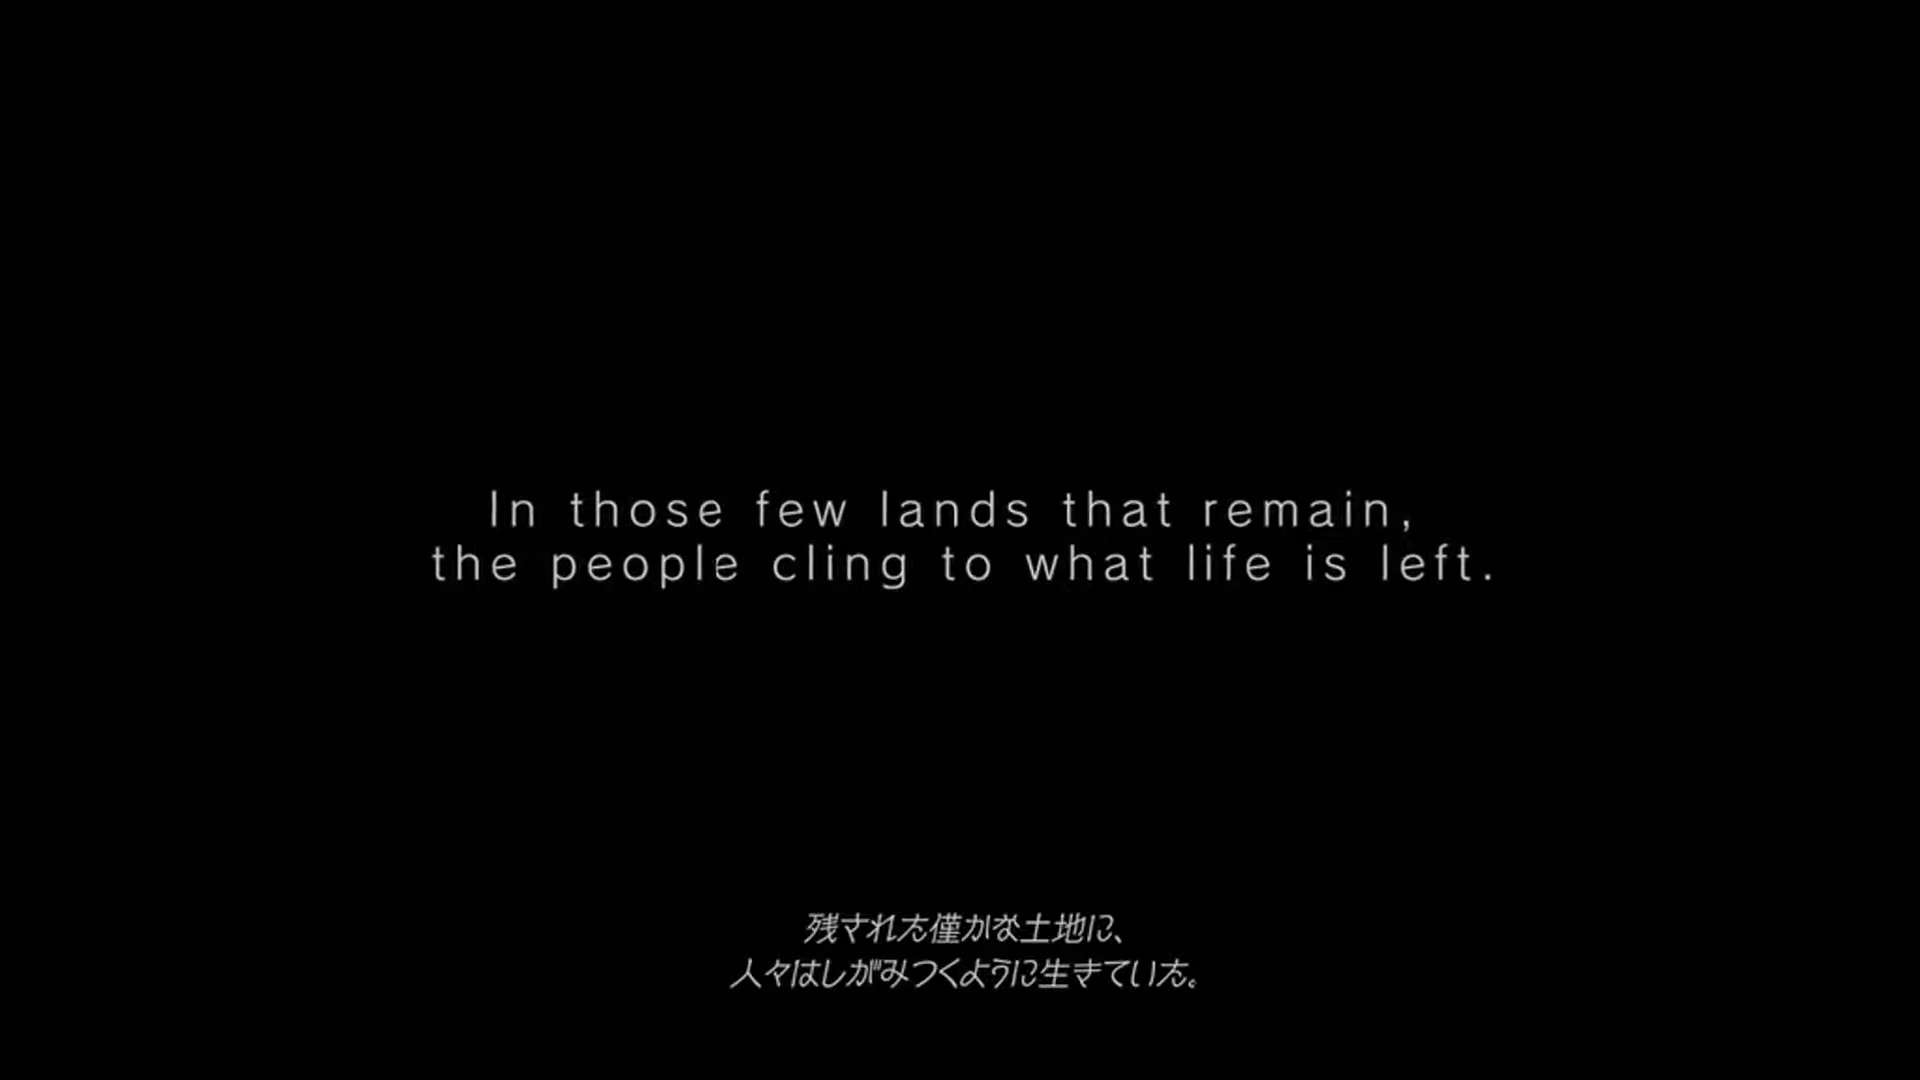 In those few lands that remain,
the people cling to what life is left.
残された僅かな土地に、
人々はしがみつくように生きていた。